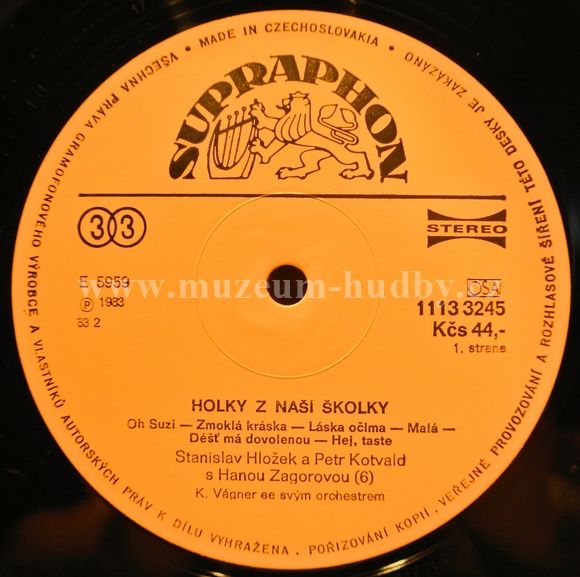 VŠECHNA PRÁVA GRAMOFONOVÉHO VÝROBCE A VLASTNÍKŮ AUTORSKÝCH PRÁV K DÍLU VYHRAŽENA. POŘIZOVÁNÍ KOPIÍ, VEŘEJNÉ PROVOZOVÁNÍ A ROZHLASOVÉ ŠÍŘENÍ TÉTO DESKY JE ZAKÁZÁNO
• MADE IN CZECHOSLOVAKIA •
SUPRAPHON
33
STEREO
E 5959
OSA
www.muzeum-hudby.
Ⓟ 1983
1113 3245
83 2
Kčs 44,-
1. strana
HOLKY Z NAŠÍ ŠKOLKY
Oh Suzi — Zmoklá kráska — Láska očima — Malá —
Déšť má dovolenou — Hej, taste
Stanislav Hložek a Petr Kotvald
s Hanou Zagorovou (6)
K. Vágner se svým orchestrem